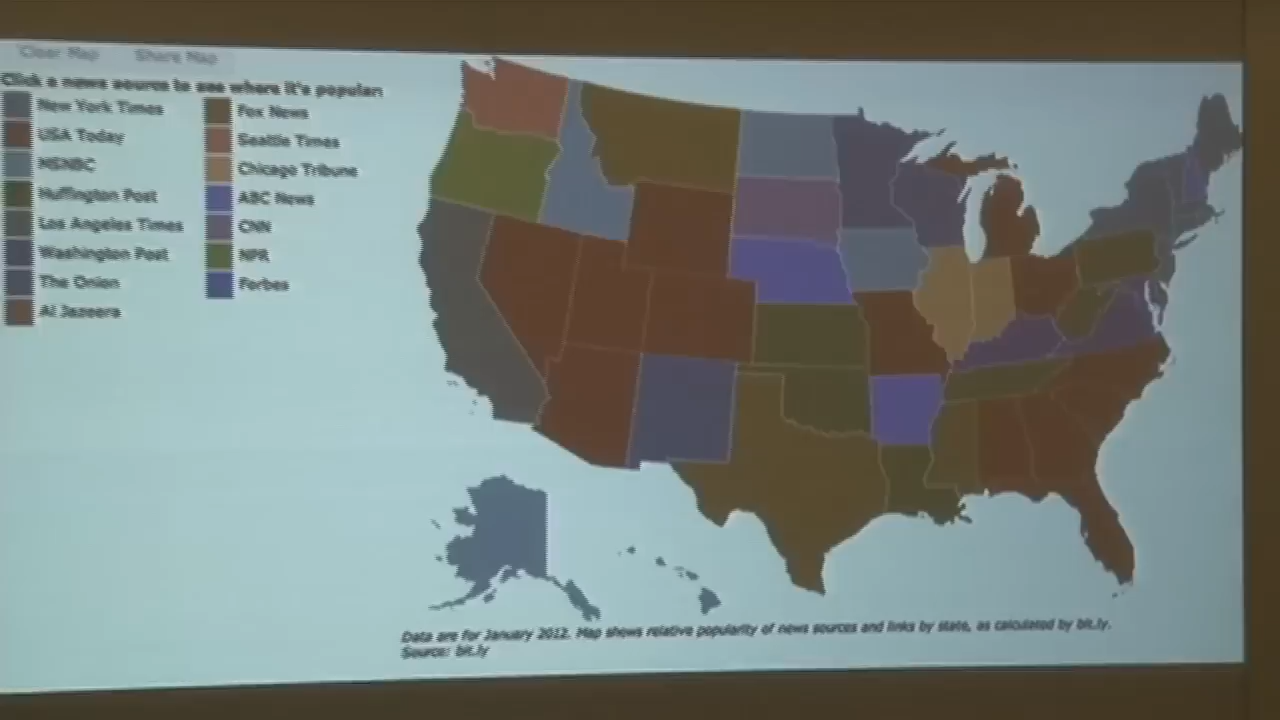 Clear Map
Share Map
Click a news source to see where it's popular:
New York Times
USA Today
MSNBC
Huffington Post
Los Angeles Times
Washington Post
The Onion
Al Jazeera
Fox News
Seattle Times
Chicago Tribune
ABC News
CNN
NPR
Forbes
Data are for January 2012. Map shows relative popularity of news sources and links by state, as calculated by bit.ly.
Source: bit.ly